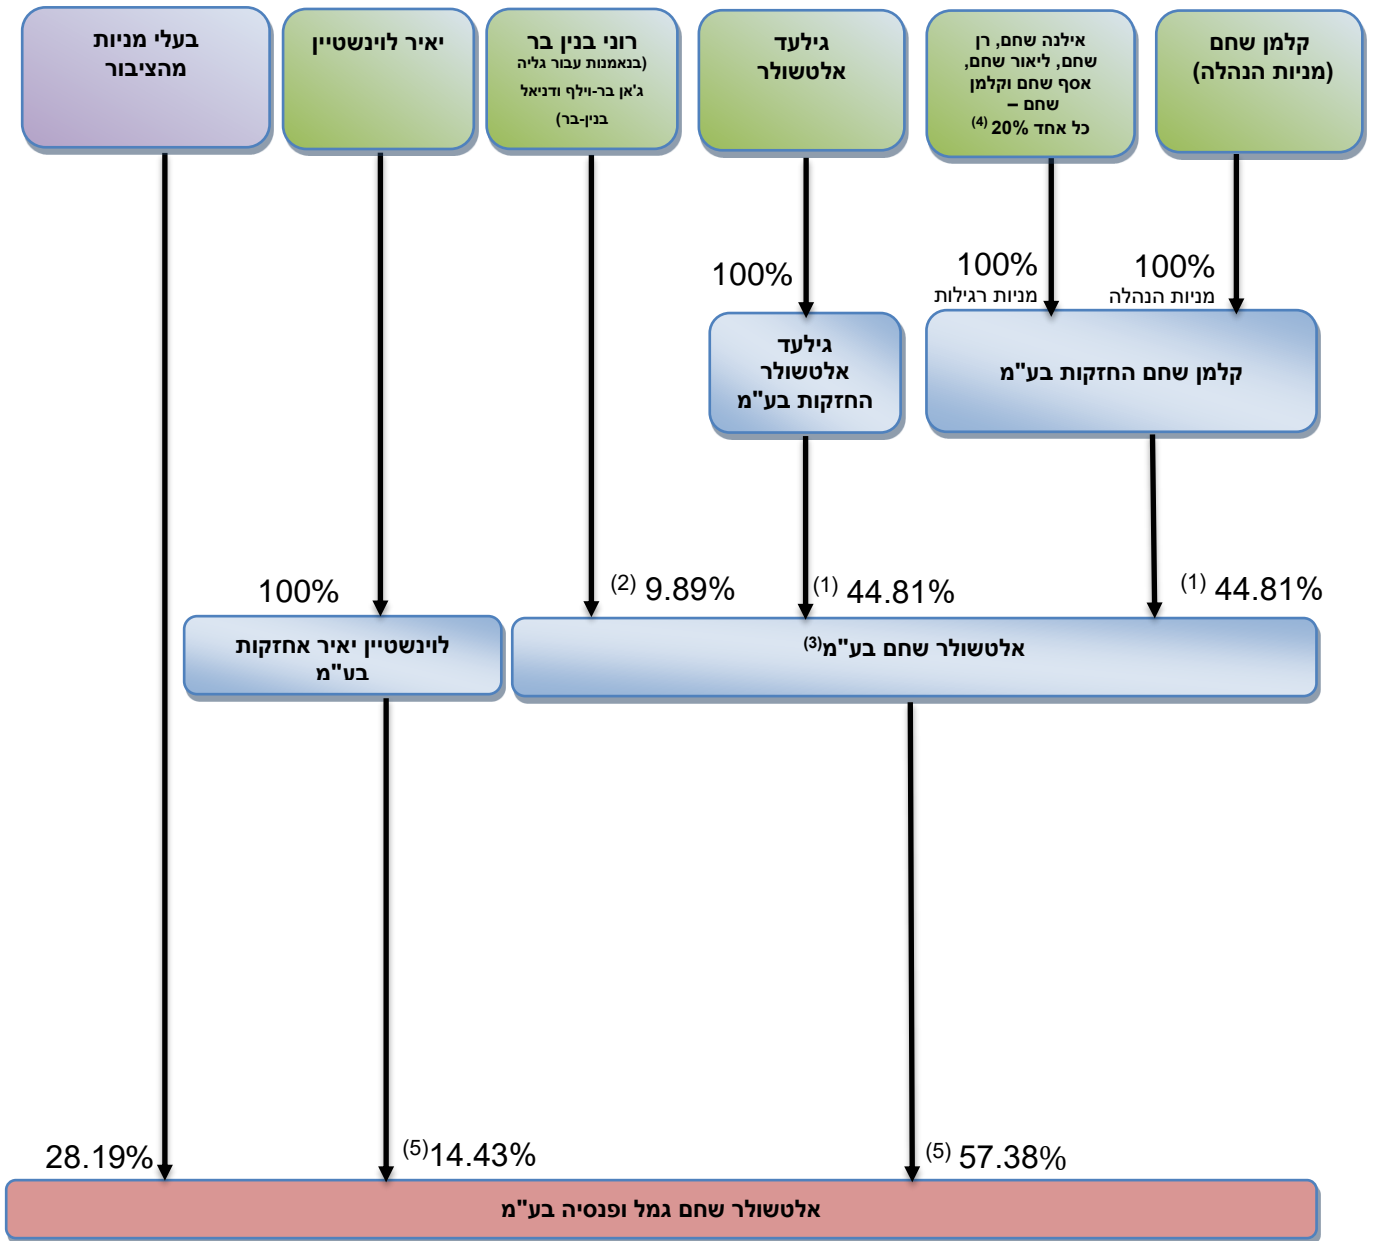 קלמן שחם
(מניות הנהלה)
אילנה שחם, רן
שחם, ליאור שחם,
אסף שחם וקלמן
שחם –
כל אחד 20% (4)
גילעד
אלטשולר
רוני בנין בר
(בנאמנות עבור גליה
ג'אן בר-וילף ודניאל
בנין-בר)
יאיר לוינשטיין
בעלי מניות
מהציבור
100%
מניות הנהלה
100%
מניות רגילות
100%
קלמן שחם החזקות בע"מ
גילעד
אלטשולר
החזקות בע"מ
(1) 44.81%
(1) 44.81%
(2) 9.89%
100%
אלטשולר שחם בע"מ(3)
לוינשטיין יאיר אחזקות
בע"מ
(5) 57.38%
(5)14.43%
28.19%
אלטשולר שחם גמל ופנסיה בע"מ